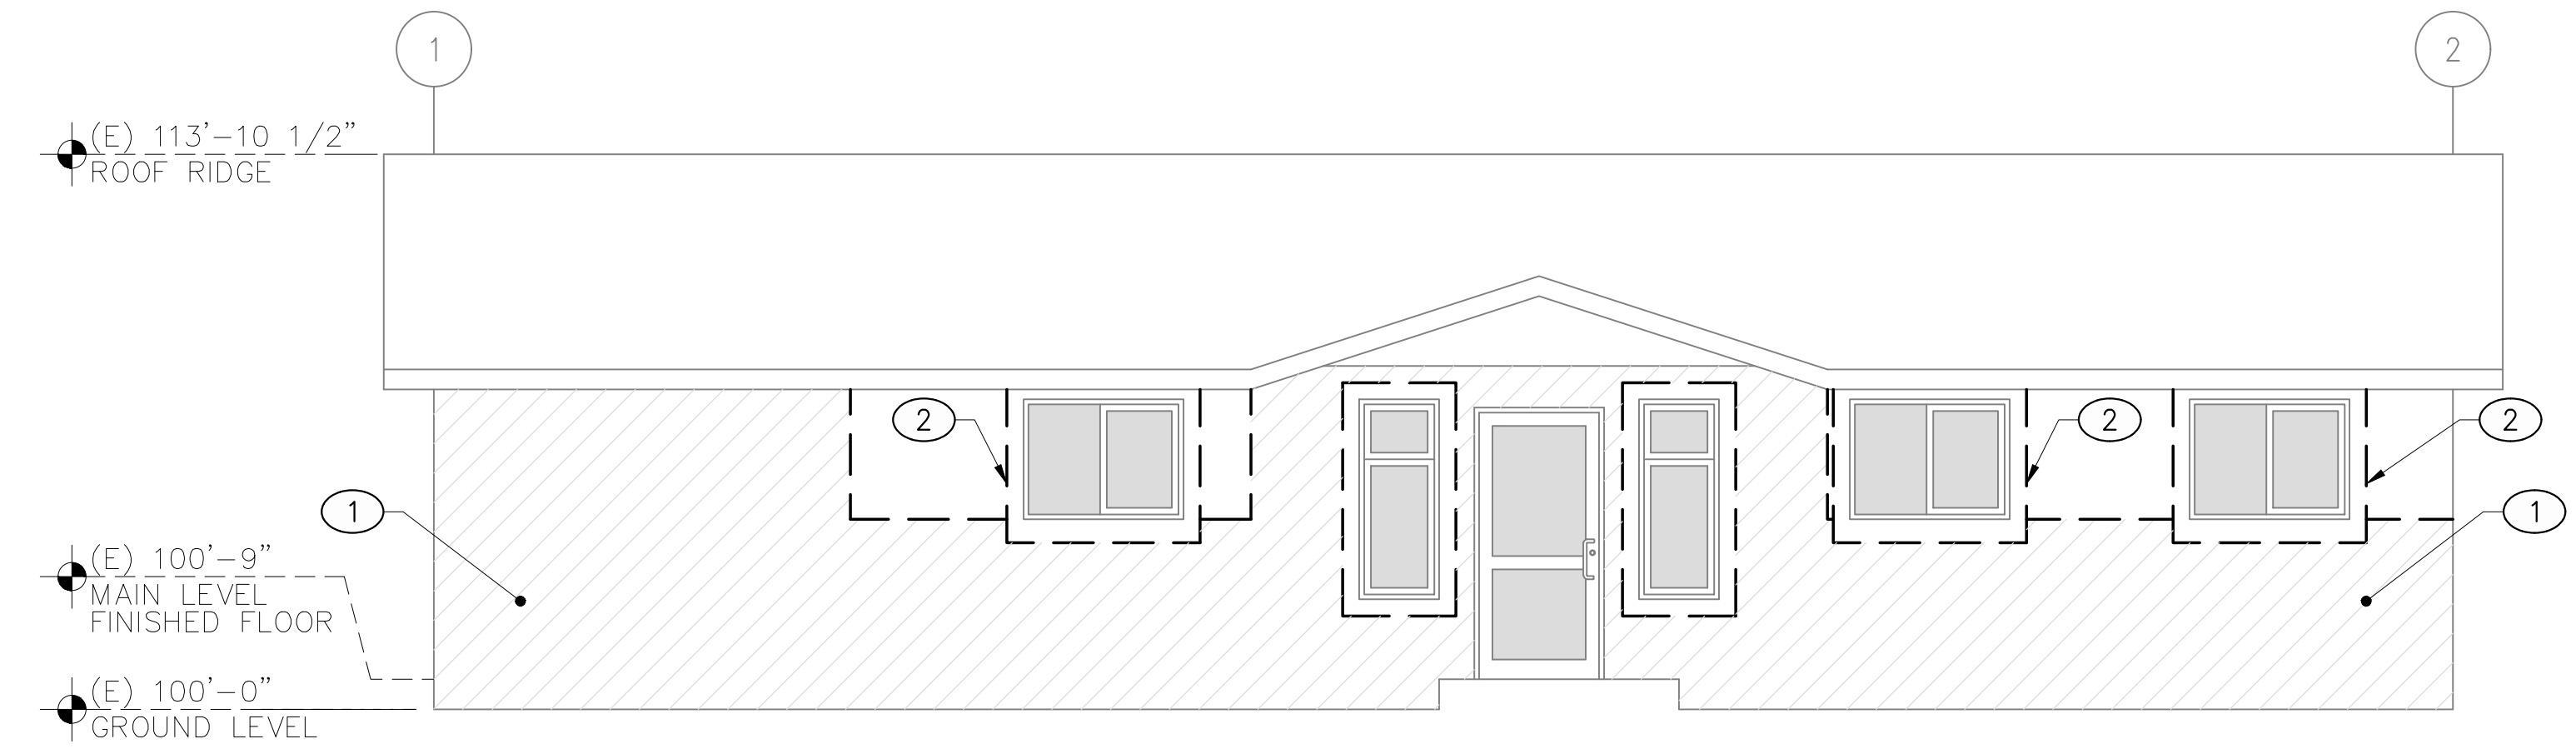 1
2
(E) 113’-10 1/2”
ROOF RIDGE
2
2
2
1
1
(E) 100’-9”
MAIN LEVEL
FINISHED FLOOR
(E) 100’-0”
GROUND LEVEL